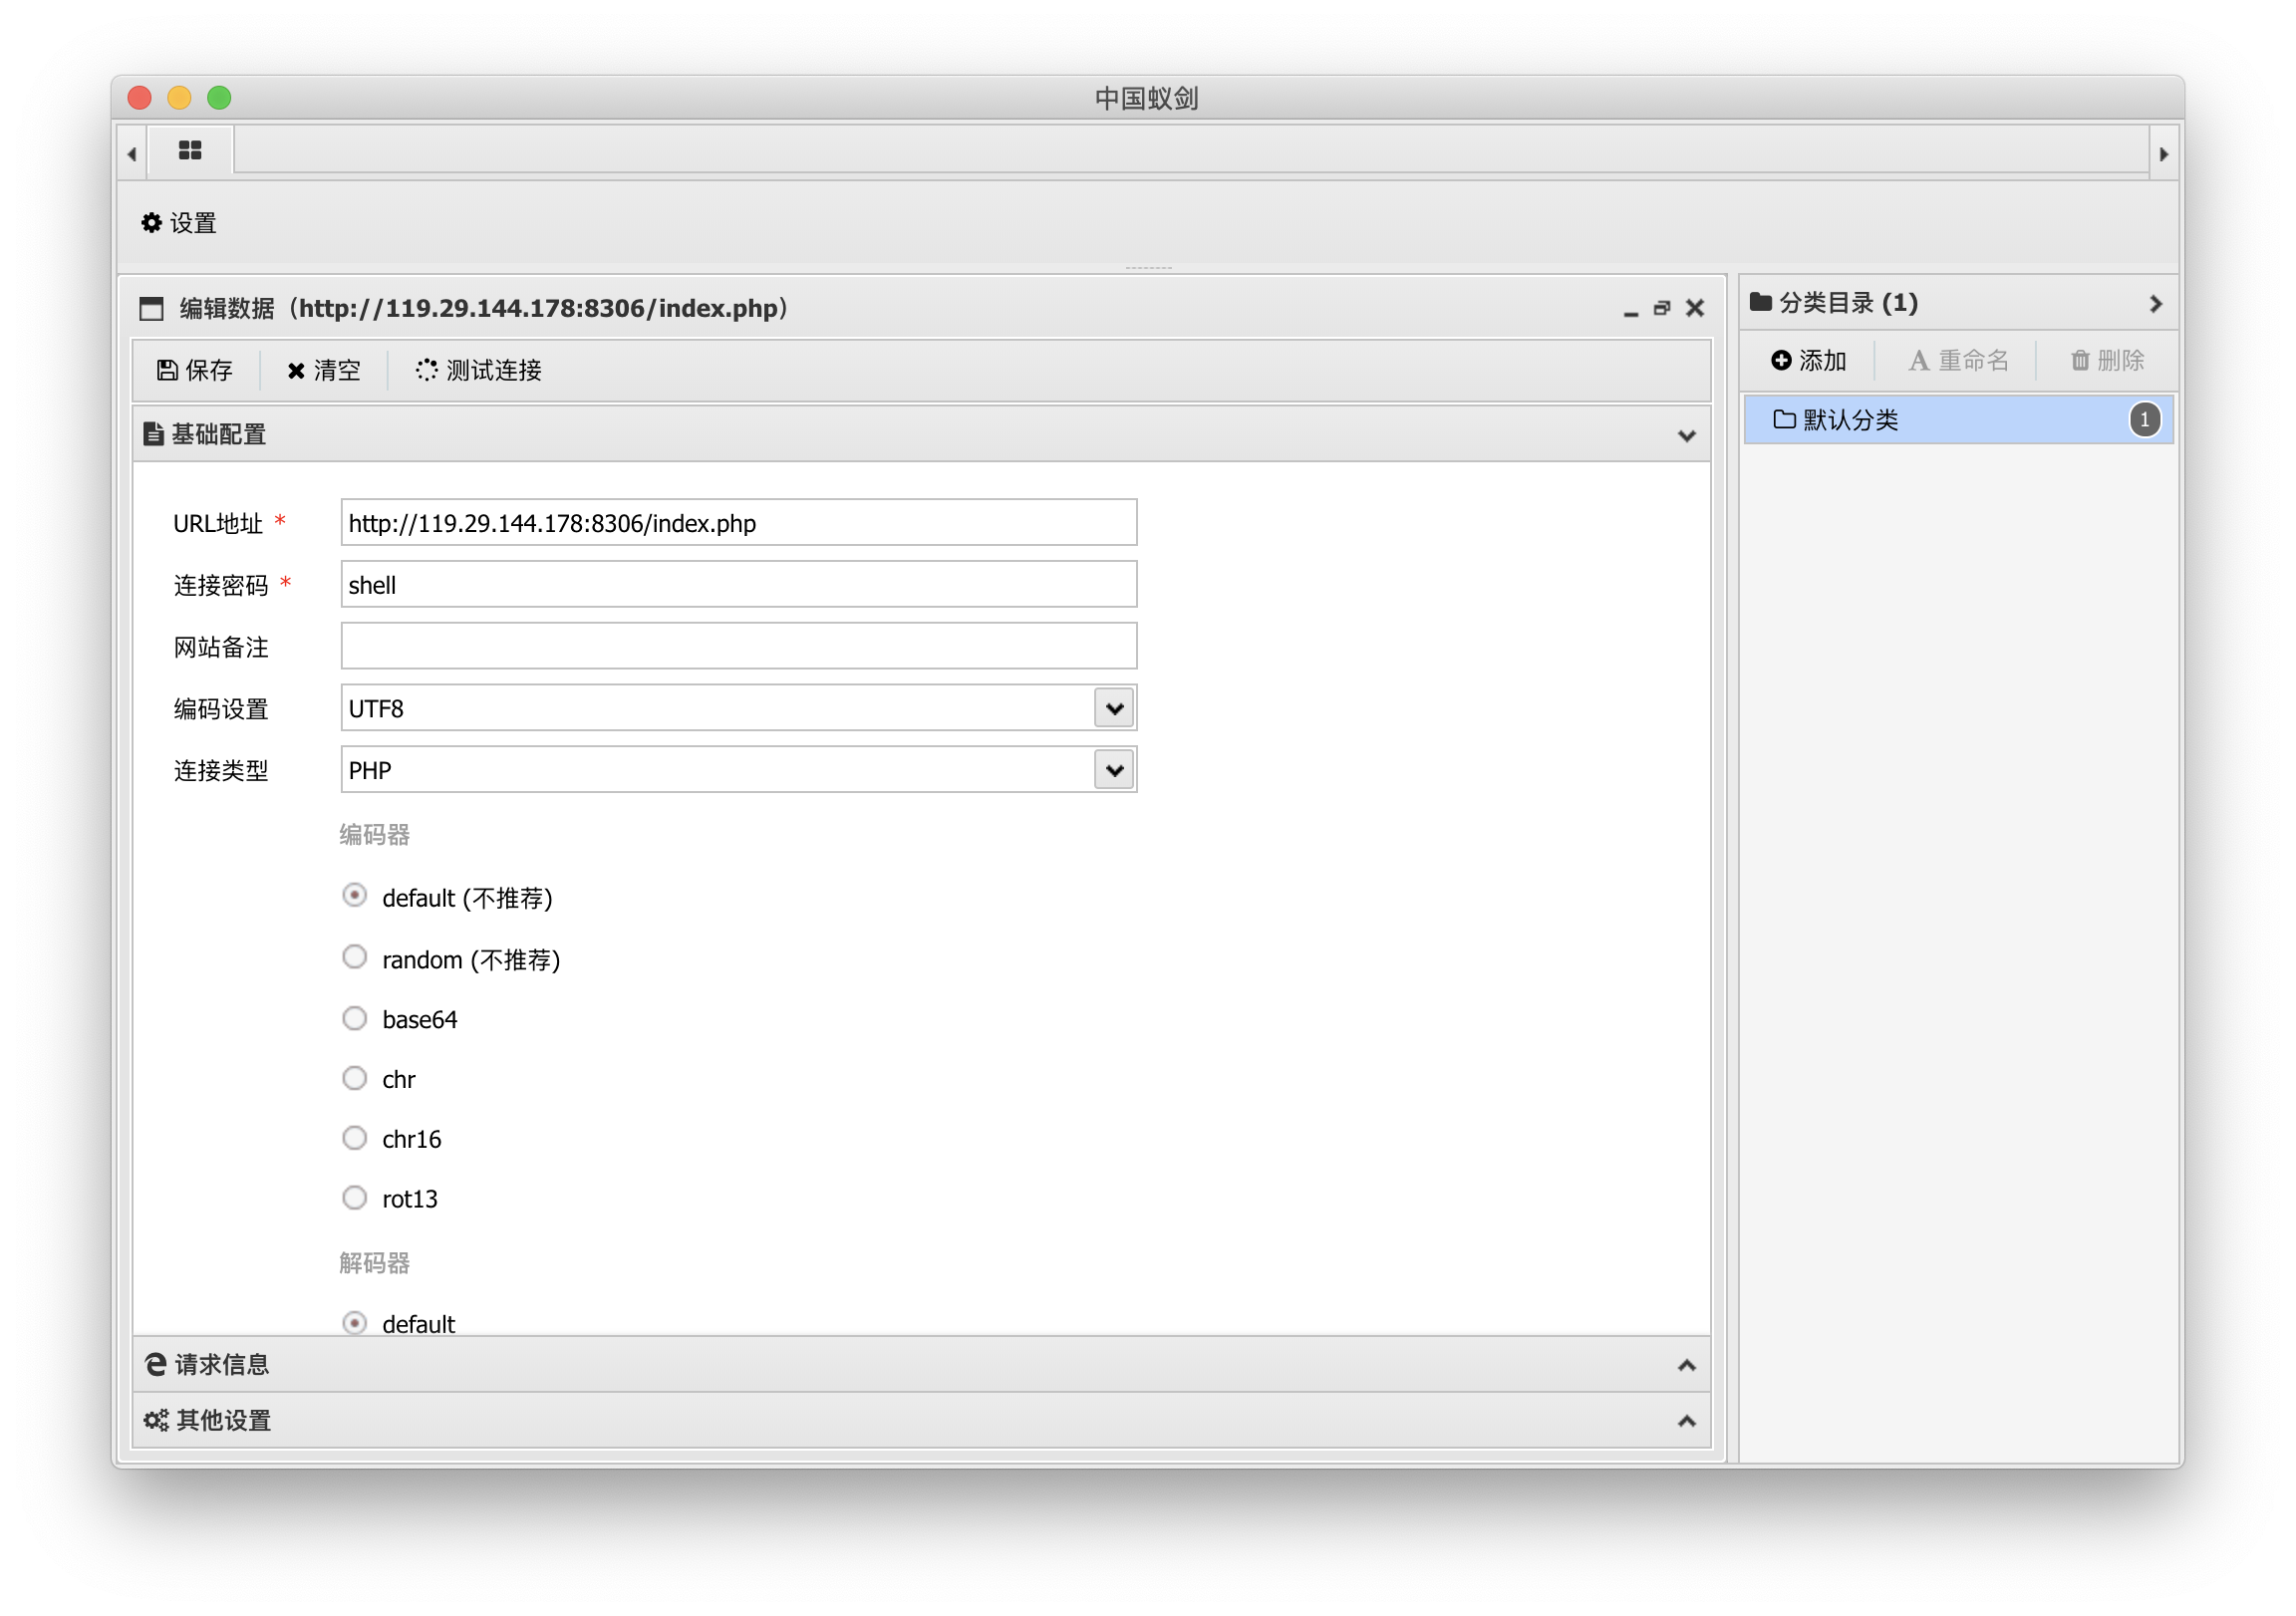 中国蚁剑
设置
编辑数据（http://119.29.144.178:8306/index.php）
保存 清空 测试连接
基础配置
URL地址 * http://119.29.144.178:8306/index.php
连接密码 * shell
网站备注
编码设置 UTF8
连接类型 PHP
编码器
default (不推荐)
random (不推荐)
base64
chr
chr16
rot13
解码器
default
请求信息
其他设置
分类目录 (1)
添加 A 重命名 删除
默认分类 1